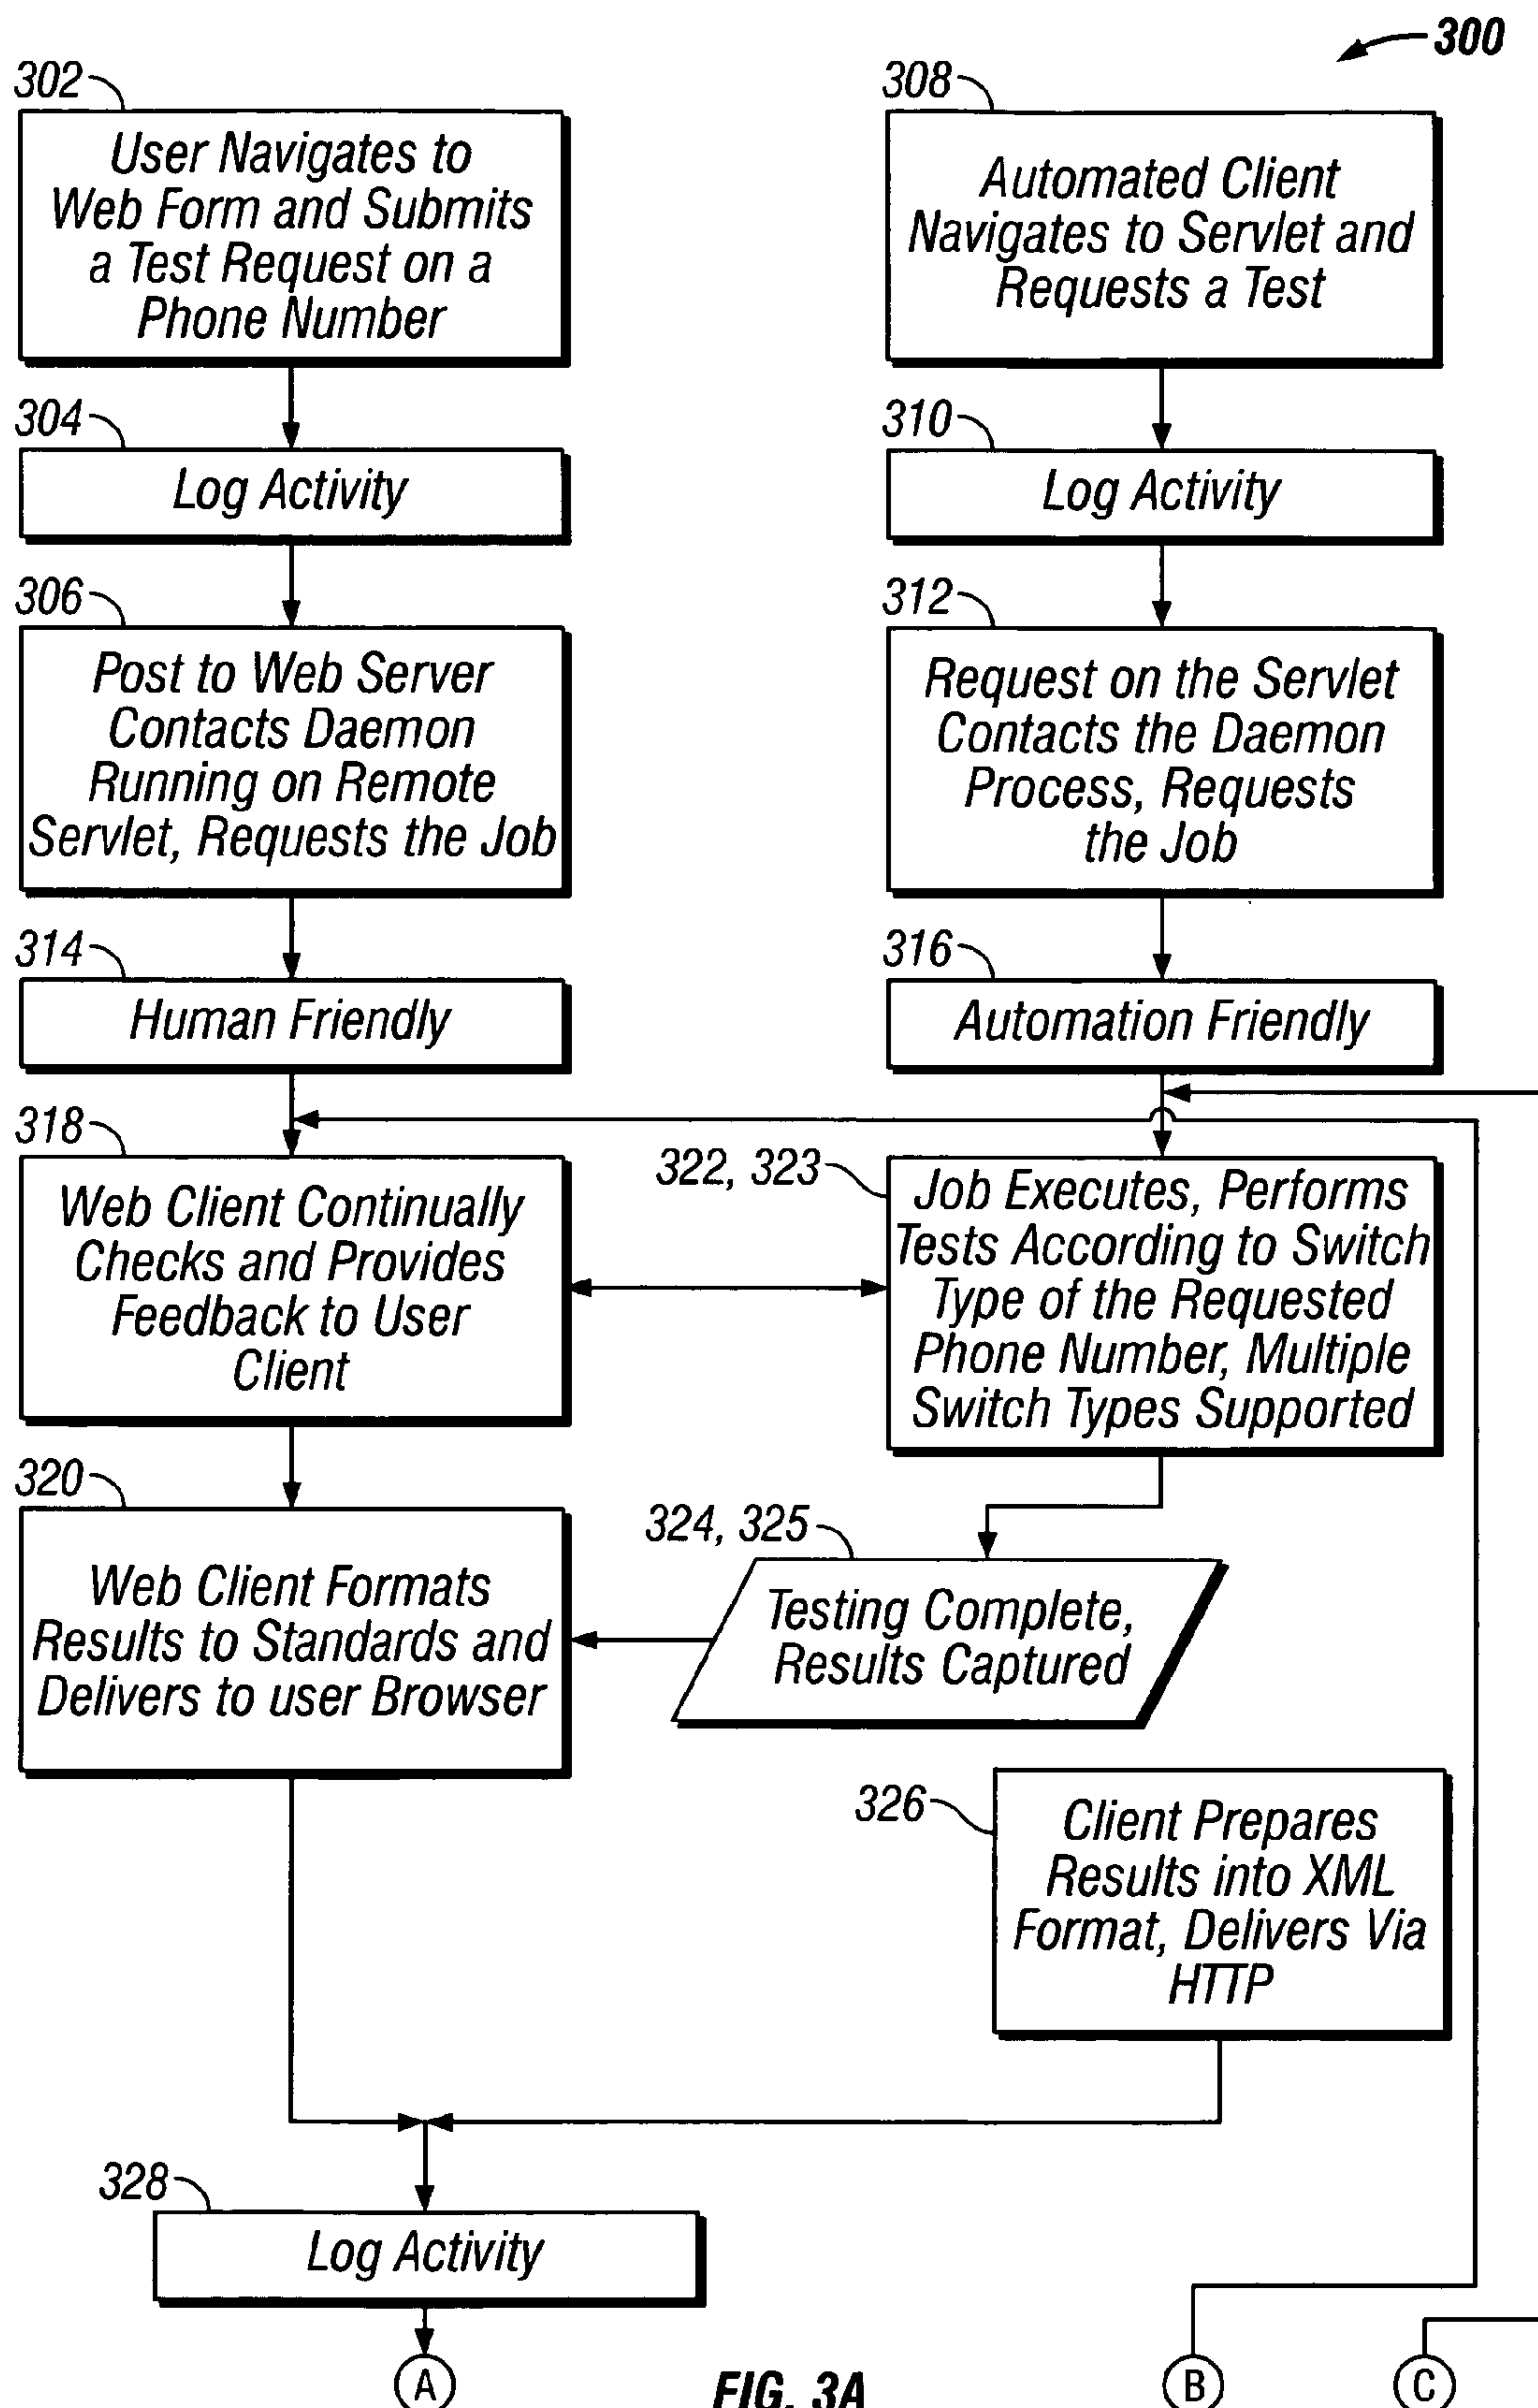 300
302
User Navigates to
Web Form and Submits
a Test Request on a
Phone Number
308
Automated Client
Navigates to Servlet and
Requests a Test
304
Log Activity
310
Log Activity
306
Post to Web Server
Contacts Daemon
Running on Remote
Servlet, Requests the Job
312
Request on the Servlet
Contacts the Daemon
Process, Requests
the Job
314
Human Friendly
316
Automation Friendly
318
Web Client Continually
Checks and Provides
Feedback to User
Client
322, 323
Job Executes, Performs
Tests According to Switch
Type of the Requested
Phone Number, Multiple
Switch Types Supported
320
Web Client Formats
Results to Standards and
Delivers to user Browser
324, 325
Testing Complete,
Results Captured
326
Client Prepares
Results into XML
Format, Delivers Via
HTTP
328
Log Activity
A
B
C
FIG. 3A